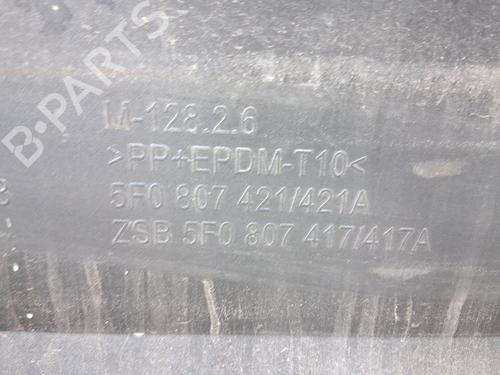 B-PARTS
M-128.2.6
>PP+EPDM-T10<
5F0 807 421/421A
ZSB 5F0 807 417/417A